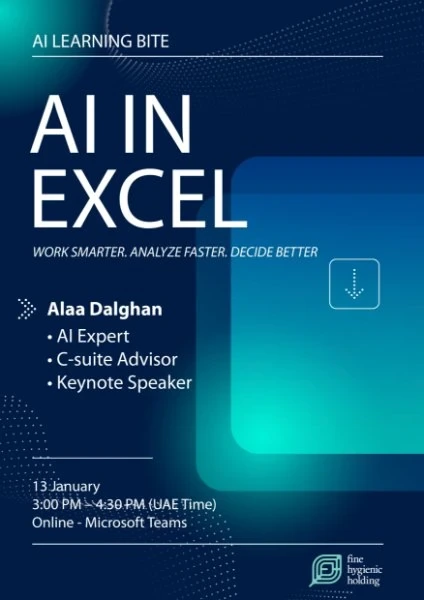 AI LEARNING BITE
AI IN
EXCEL
WORK SMARTER. ANALYZE FASTER. DECIDE BETTER
Alaa Dalghan
• AI Expert
• C-suite Advisor
• Keynote Speaker
13 January
3:00 PM – 4:30 PM (UAE Time)
Online - Microsoft Teams
fine
hygienic
holding